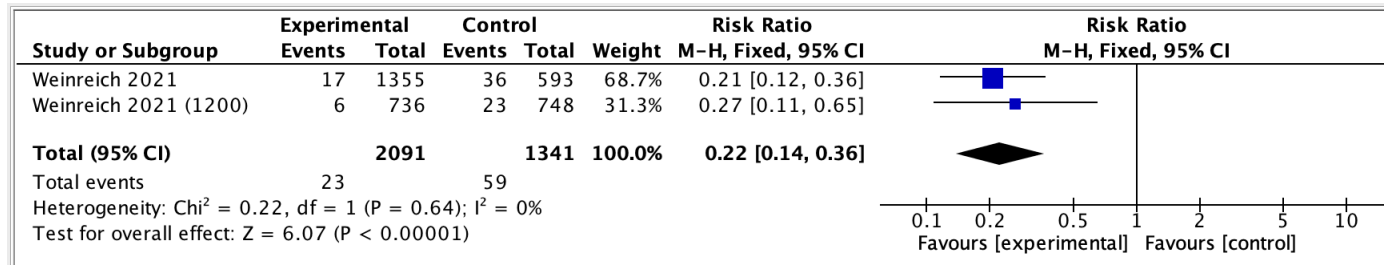 Experimental Control Risk Ratio Risk Ratio
Study or Subgroup Events Total Events Total Weight M-H, Fixed, 95% CI M-H, Fixed, 95% CI
Weinreich 2021 17 1355 36 593 68.7% 0.21 [0.12, 0.36]
Weinreich 2021 (1200) 6 736 23 748 31.3% 0.27 [0.11, 0.65]
Total (95% CI) 2091 1341 100.0% 0.22 [0.14, 0.36]
Total events 23 59
Heterogeneity: Chi² = 0.22, df = 1 (P = 0.64); I² = 0%
Test for overall effect: Z = 6.07 (P < 0.00001)
0.1 0.2 0.5 1 2 5 10
Favours [experimental] Favours [control]